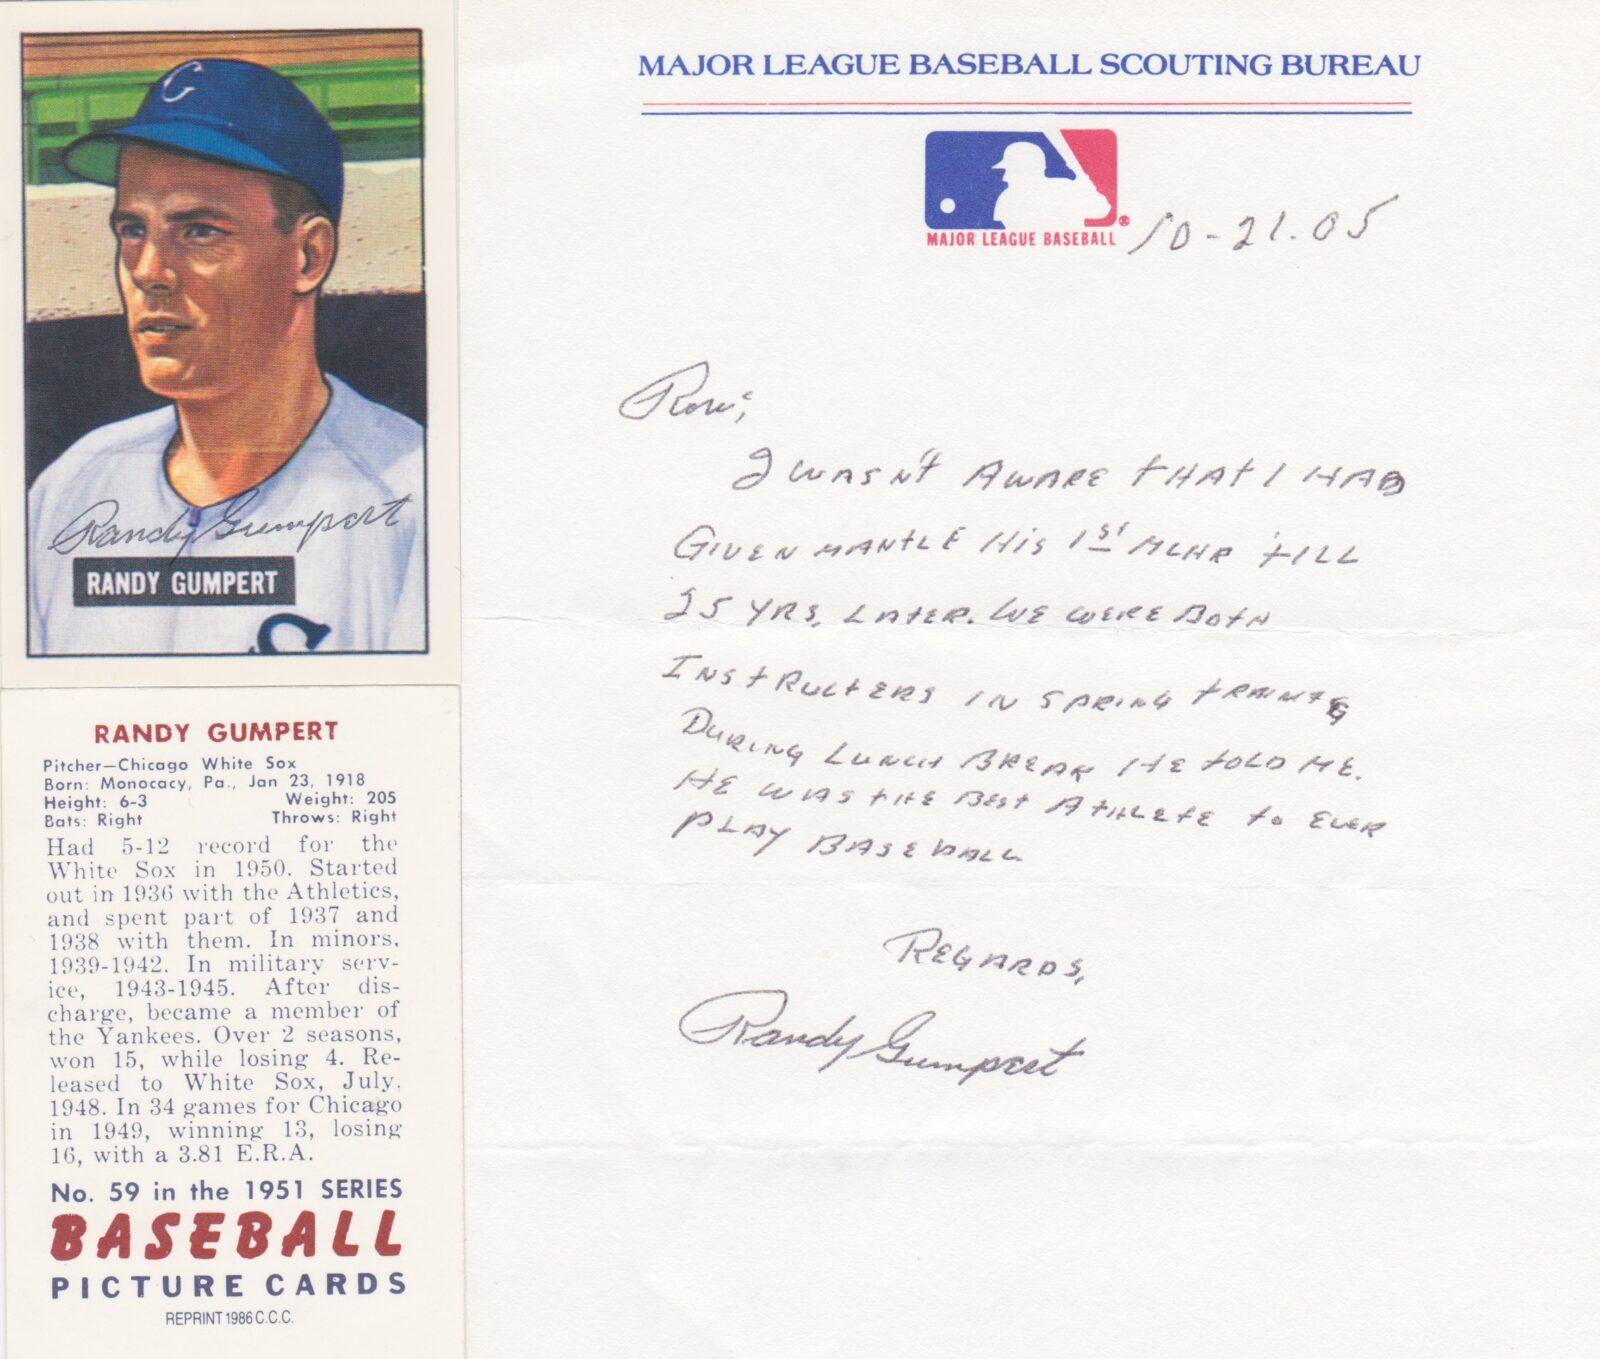 C
Randy Gumpert
RANDY GUMPERT
S
RANDY GUMPERT
Pitcher—Chicago White Sox
Born: Monocacy, Pa., Jan 23, 1918
Height: 6-3 Weight: 205
Bats: Right Throws: Right
Had 5-12 record for the
White Sox in 1950. Started
out in 1936 with the Athletics,
and spent part of 1937 and
1938 with them. In minors,
1939-1942. In military serv-
ice, 1943-1945. After dis-
charge, became a member of
the Yankees. Over 2 seasons,
won 15, while losing 4. Re-
leased to White Sox, July,
1948. In 34 games for Chicago
in 1949, winning 13, losing
16, with a 3.81 E.R.A.
No. 59 in the 1951 SERIES
BASEBALL
PICTURE CARDS
REPRINT 1986 C.C.C.
MAJOR LEAGUE BASEBALL SCOUTING BUREAU
MAJOR LEAGUE BASEBALL ®
10-21.05
I WASN'T AWARE THAT I HAD
GIVEN MANTLE HIS 1st MLHR TILL
25 YRS. LATER. WE WERE BOTH
INSTRUCTERS IN SPRING
DURING LUNCH BREAK HE TOLD ME.
HE WAS THE BEST ATHLETE TO EVER
PLAY BASEBALL
REGARDS,
Randy Gumpert